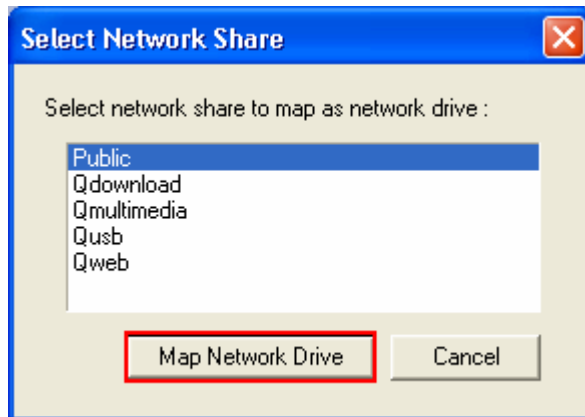 Select Network Share
Select network share to map as network drive :
Public
Qdownload
Qmultimedia
Qusb
Qweb
Map Network Drive
Cancel